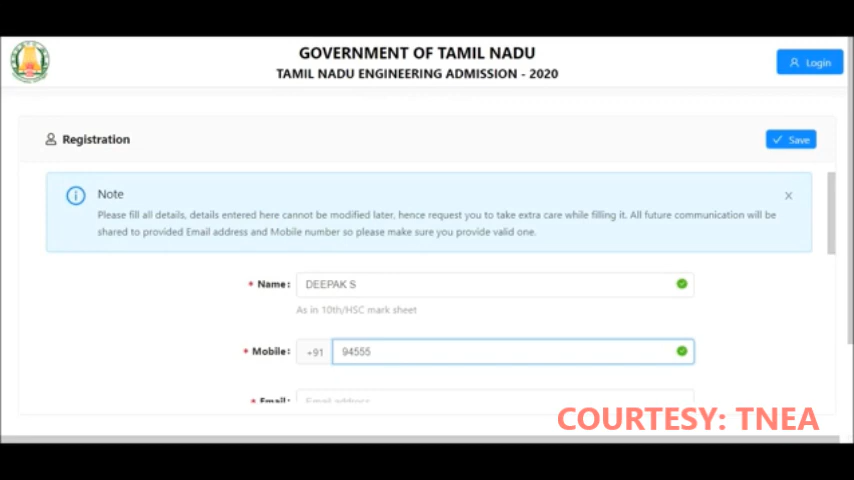 GOVERNMENT OF TAMIL NADU
TAMIL NADU ENGINEERING ADMISSION - 2020
Login
Registration
Save
Note
Please fill all details, details entered here cannot be modified later, hence request you to take extra care while filling it. All future communication will be
shared to provided Email address and Mobile number so please make sure you provide valid one.
* Name: DEEPAK S
As in 10th/HSC mark sheet
* Mobile: +91 94555
* Email: Email address
COURTESY: TNEA